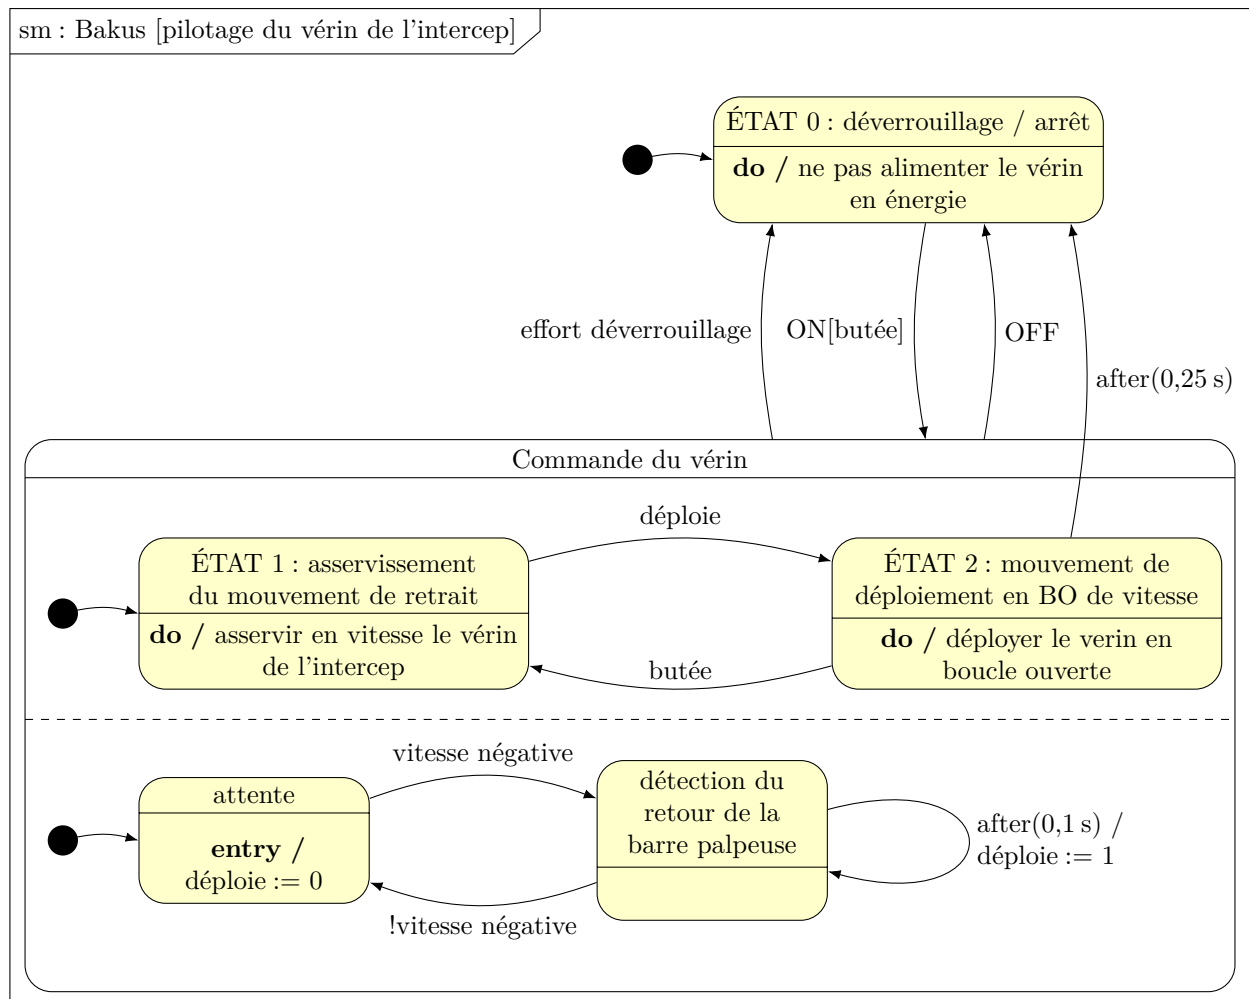 sm : Bakus [pilotage du vérin de l'intercep]
ÉTAT 0 : déverrouillage / arrêt
do / ne pas alimenter le vérin
en énergie
effort déverrouillage
ON[butée]
OFF
after(0,25 s)
Commande du vérin
déploie
ÉTAT 1 : asservissement
du mouvement de retrait
do / asservir en vitesse le vérin
de l'intercep
ÉTAT 2 : mouvement de
déploiement en BO de vitesse
do / déployer le verin en
boucle ouverte
butée
vitesse négative
attente
entry /
déploie := 0
détection du
retour de la
barre palpeuse
after(0,1 s) /
déploie := 1
!vitesse négative